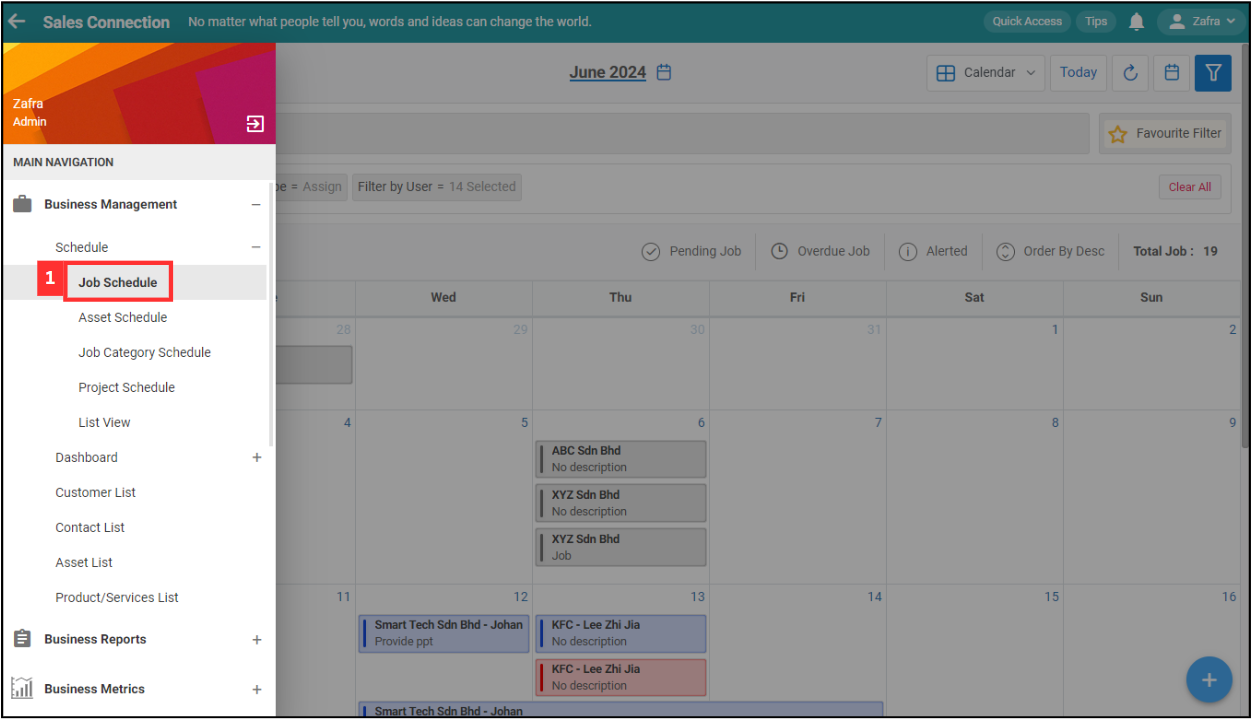 Sales Connection No matter what people tell you, words and ideas can change the world. Quick Access Tips Zafra
June 2024 Calendar Today
Zafra
Admin
Favourite Filter
MAIN NAVIGATION
= Assign Filter by User = 14 Selected Clear All
Business Management
Schedule
Pending Job Overdue Job Alerted Order By Desc Total Job : 19
1 Job Schedule
Wed Thu Fri Sat Sun
Asset Schedule
28 29 30 31 1 2
Job Category Schedule
Project Schedule
List View
4 5 6 7 8 9
ABC Sdn Bhd
No description
Dashboard +
XYZ Sdn Bhd
No description
Customer List
Contact List
XYZ Sdn Bhd
Job
Asset List
Product/Services List
11 12 13 14 15 16
Smart Tech Sdn Bhd - Johan KFC - Lee Zhi Jia
Provide ppt No description
Business Reports +
KFC - Lee Zhi Jia
No description
Business Metrics +
Smart Tech Sdn Bhd - Johan